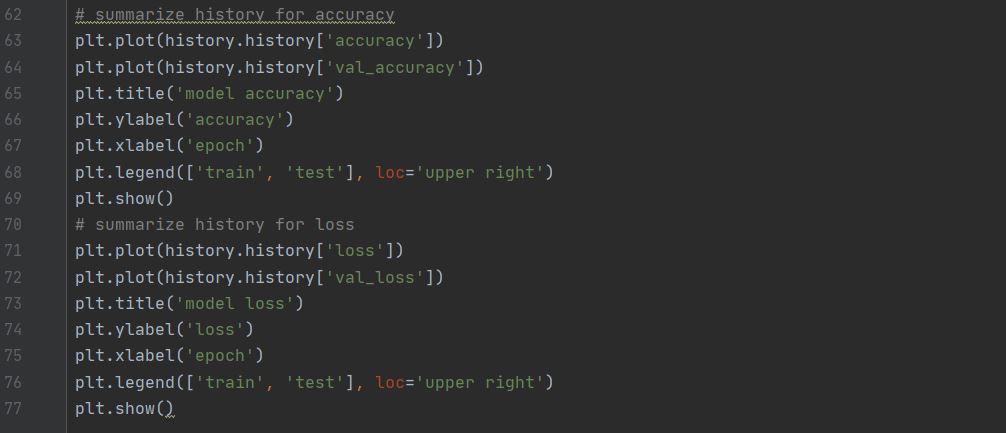 62 # summarize history for accuracy
63 plt.plot(history.history['accuracy'])
64 plt.plot(history.history['val_accuracy'])
65 plt.title('model accuracy')
66 plt.ylabel('accuracy')
67 plt.xlabel('epoch')
68 plt.legend(['train', 'test'], loc='upper right')
69 plt.show()
70 # summarize history for loss
71 plt.plot(history.history['loss'])
72 plt.plot(history.history['val_loss'])
73 plt.title('model loss')
74 plt.ylabel('loss')
75 plt.xlabel('epoch')
76 plt.legend(['train', 'test'], loc='upper right')
77 plt.show()